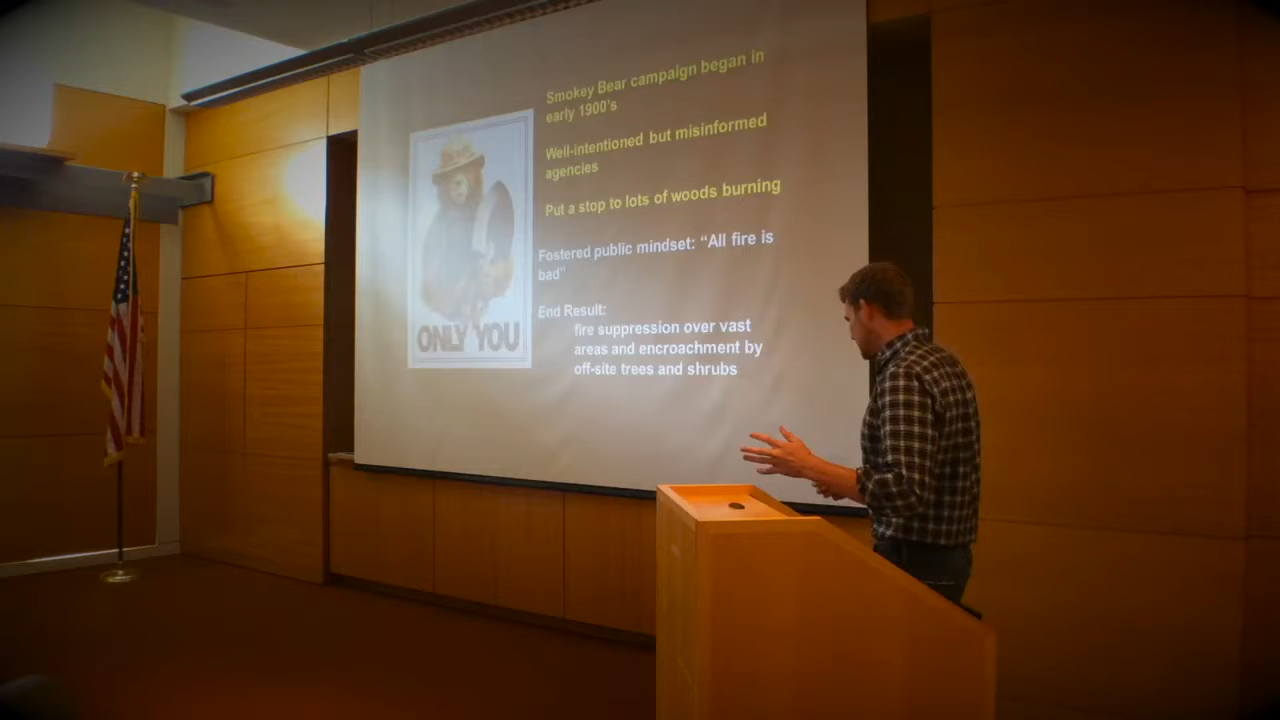 Smokey Bear campaign began in
early 1900's
Well-intentioned but misinformed
agencies
Put a stop to lots of woods burning
Fostered public mindset: “All fire is
bad”
End Result:
fire suppression over vast
areas and encroachment by
off-site trees and shrubs
ONLY YOU